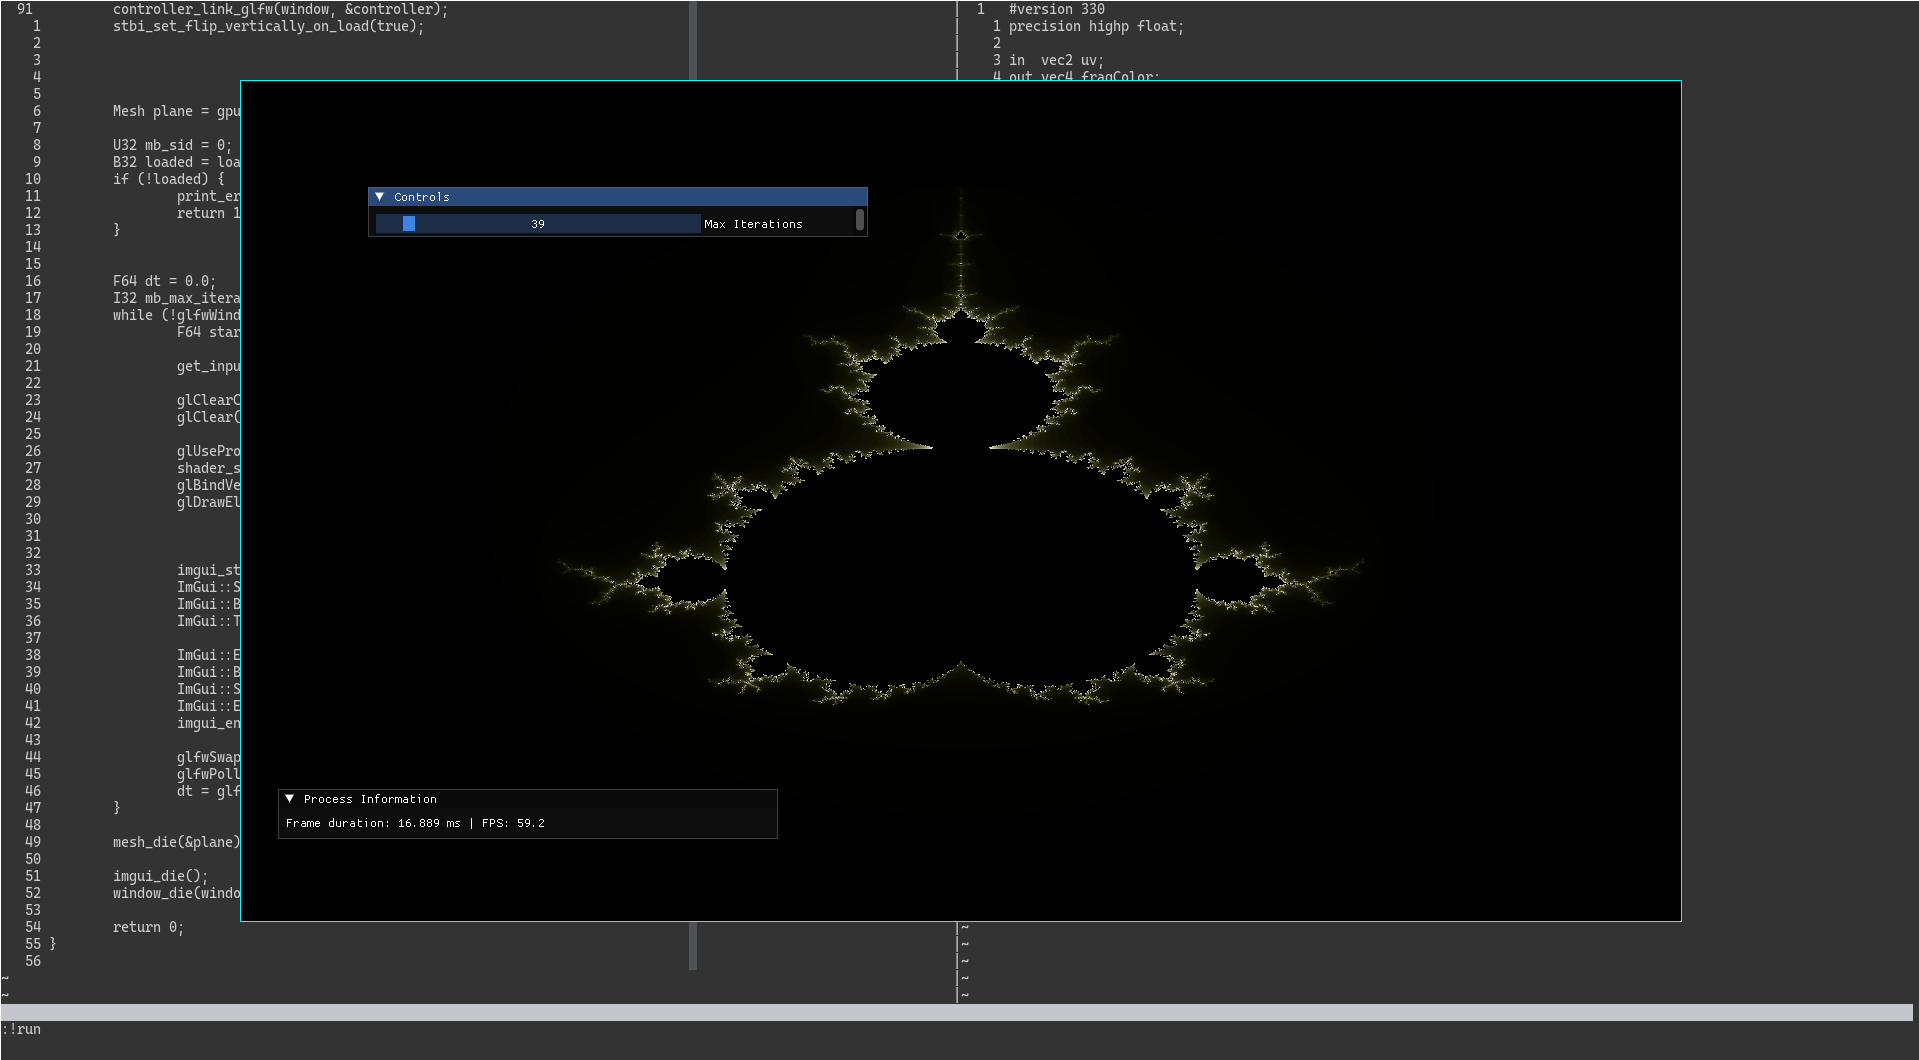 91 controller_link_glfw(window, &controller);
1 stbi_set_flip_vertically_on_load(true);
2
3
4
5
6 Mesh plane = gpu
7
8 U32 mb_sid = 0;
9 B32 loaded = loa
10 if (!loaded) {
11 print_er
12 return 1
13 }
14
15
16 F64 dt = 0.0;
17 I32 mb_max_itera
18 while (!glfwWind
19 F64 star
20
21 get_inpu
22
23 glClearC
24 glClear(
25
26 glUsePro
27 shader_s
28 glBindVe
29 glDrawEl
30
31
32
33 imgui_st
34 ImGui::S
35 ImGui::B
36 ImGui::T
37
38 ImGui::E
39 ImGui::B
40 ImGui::S
41 ImGui::E
42 imgui_en
43
44 glfwSwap
45 glfwPoll
46 dt = glf
47 }
48
49 mesh_die(&plane)
50
51 imgui_die();
52 window_die(windo
53
54 return 0;
55 }
56
~
~
1 #version 330
1 precision highp float;
2
3 in  vec2 uv;
4 out vec4 fragColor;
~
~
~
~
~
▼ Controls
39 Max Iterations
▼ Process Information
Frame duration: 16.889 ms | FPS: 59.2
:!run